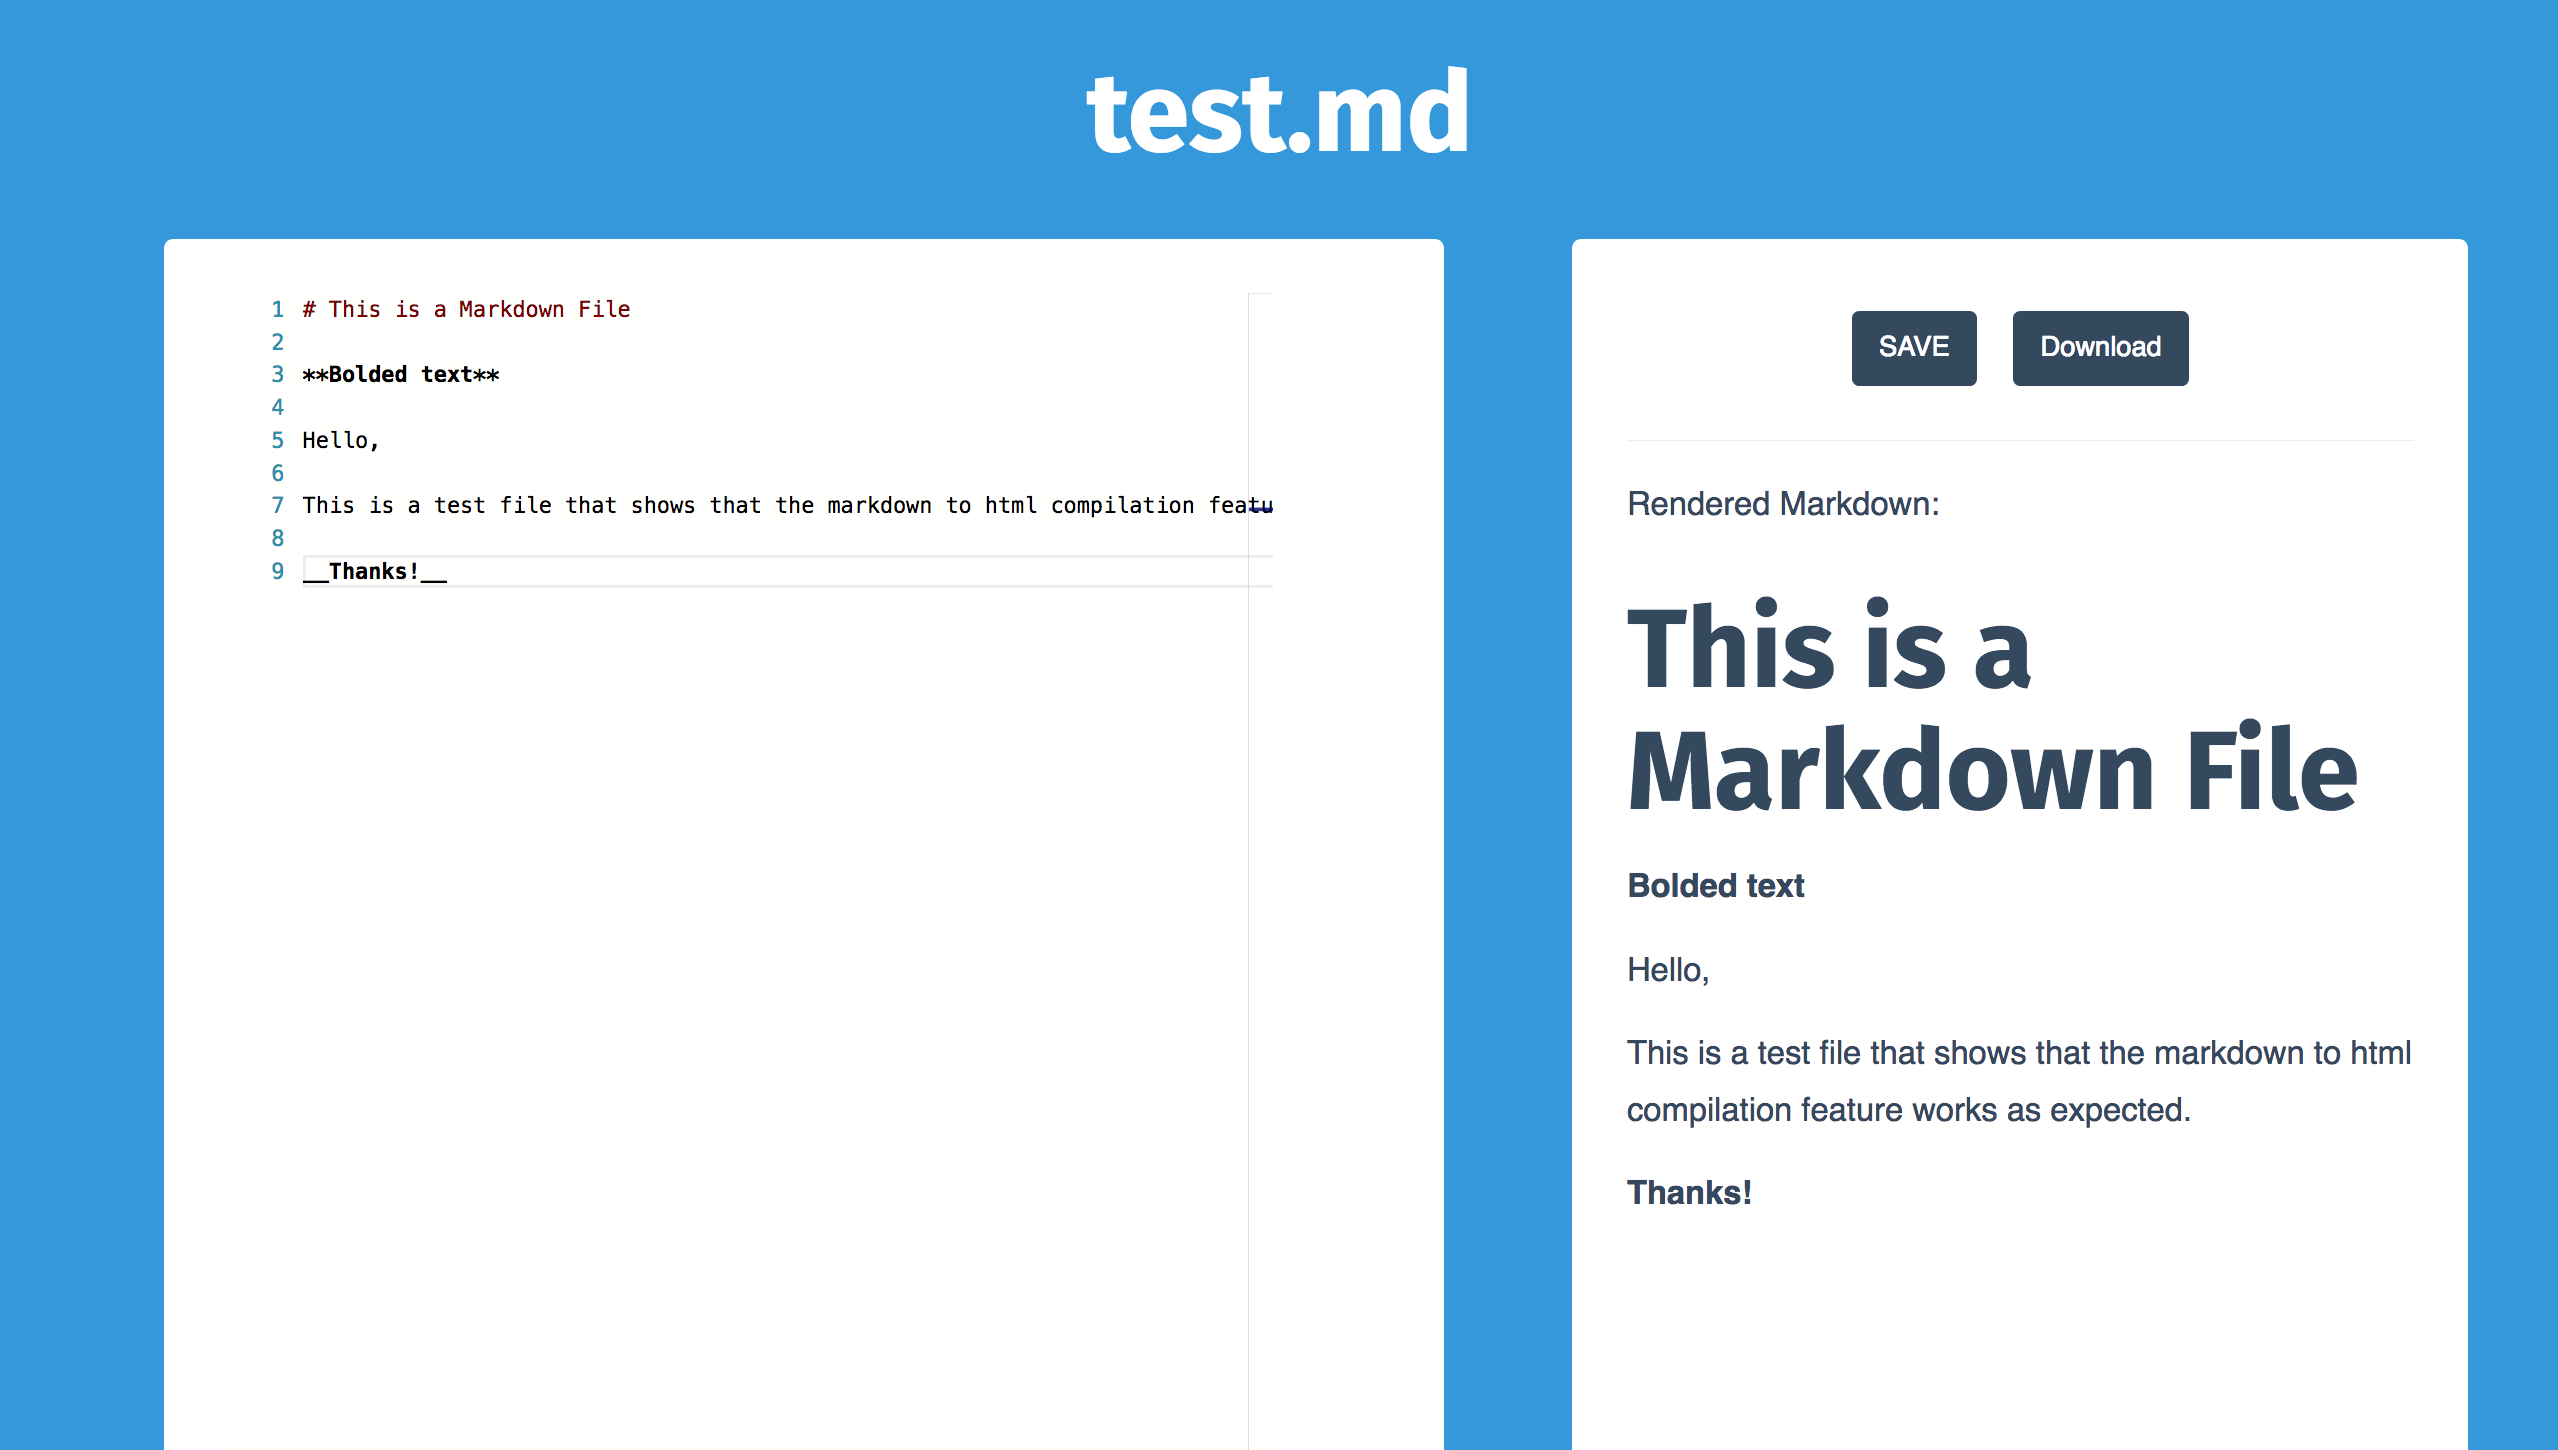 test.md
1 # This is a Markdown File
2
3 **Bolded text**
4
5 Hello,
6
7 This is a test file that shows that the markdown to html compilation featu
8
9 __Thanks!__
SAVE Download
Rendered Markdown:
This is a
Markdown File
Bolded text
Hello,
This is a test file that shows that the markdown to html
compilation feature works as expected.
Thanks!